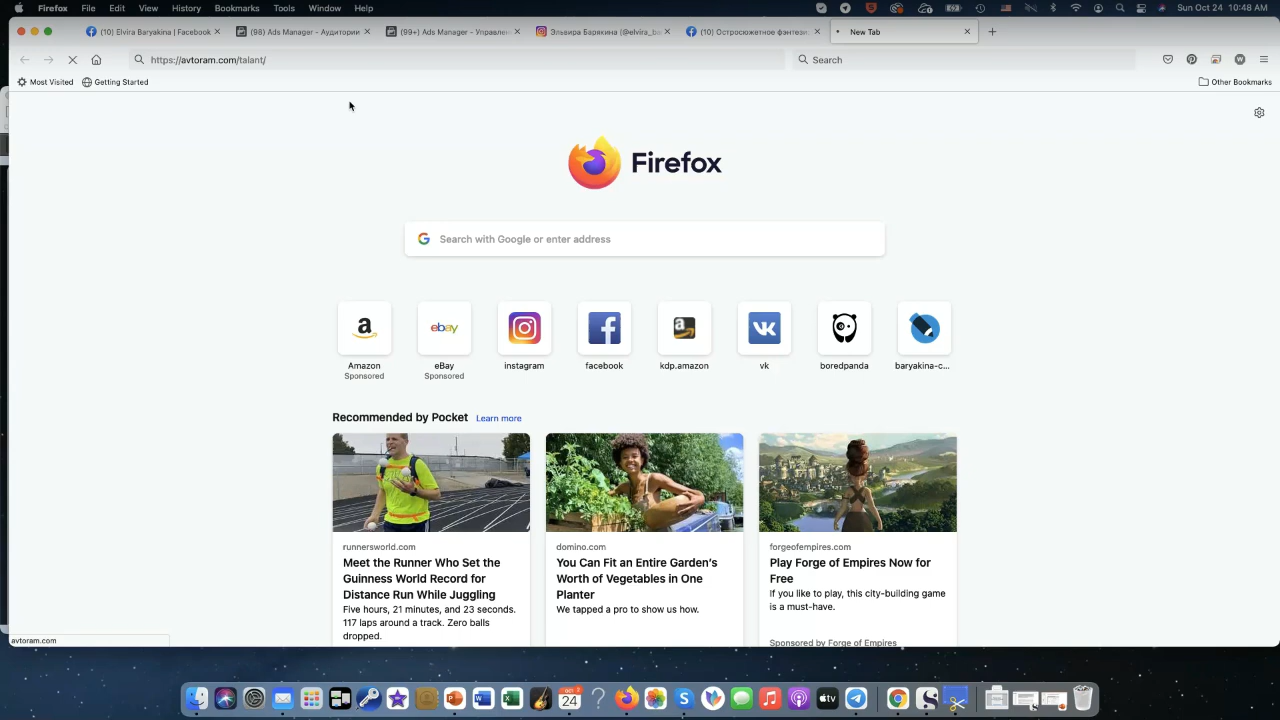 Firefox File Edit View History Bookmarks Tools Window Help Sun Oct 24 10:48 AM
(10) Elvira Baryakina | Facebook (98) Ads Manager - Аудитории (99+) Ads Manager - Управлен Эльвира Барякина (@elvira_ba (10) Остросюжетное фэнтези: New Tab
https://avtoram.com/talant/ Search
Most Visited Getting Started Other Bookmarks
Firefox
Search with Google or enter address
Amazon eBay instagram facebook kdp.amazon vk boredpanda baryakina-c...
Sponsored Sponsored
Recommended by Pocket Learn more
runnersworld.com
Meet the Runner Who Set the
Guinness World Record for
Distance Run While Juggling
Five hours, 21 minutes, and 23 seconds.
117 laps around a track. Zero balls
dropped.
domino.com
You Can Fit an Entire Garden's
Worth of Vegetables in One
Planter
We tapped a pro to show us how.
forgeofempires.com
Play Forge of Empires Now for
Free
If you like to play, this city-building game
is a must-have.
Sponsored by Forge of Empires
avtoram.com